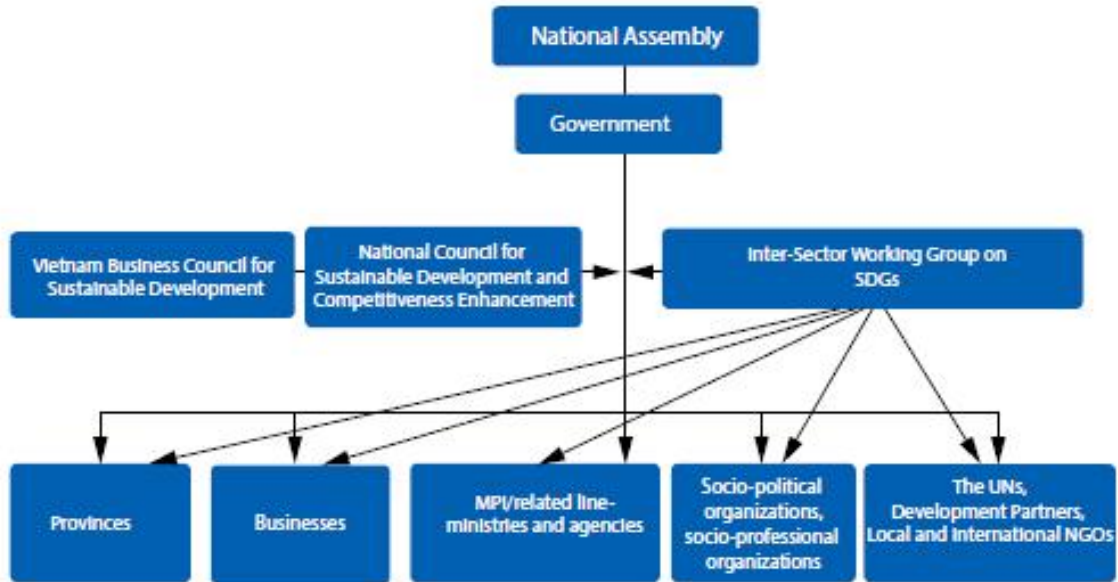 National Assembly
Government
Vietnam Business Council for
Sustainable Development
National Council for
Sustainable Development and
Competitiveness Enhancement
Inter-Sector Working Group on
SDGs
Provinces
Businesses
MPI/related line-
ministries and agencies
Socio-political
organizations,
socio-professional
organizations
The UNs,
Development Partners,
Local and International NGOs